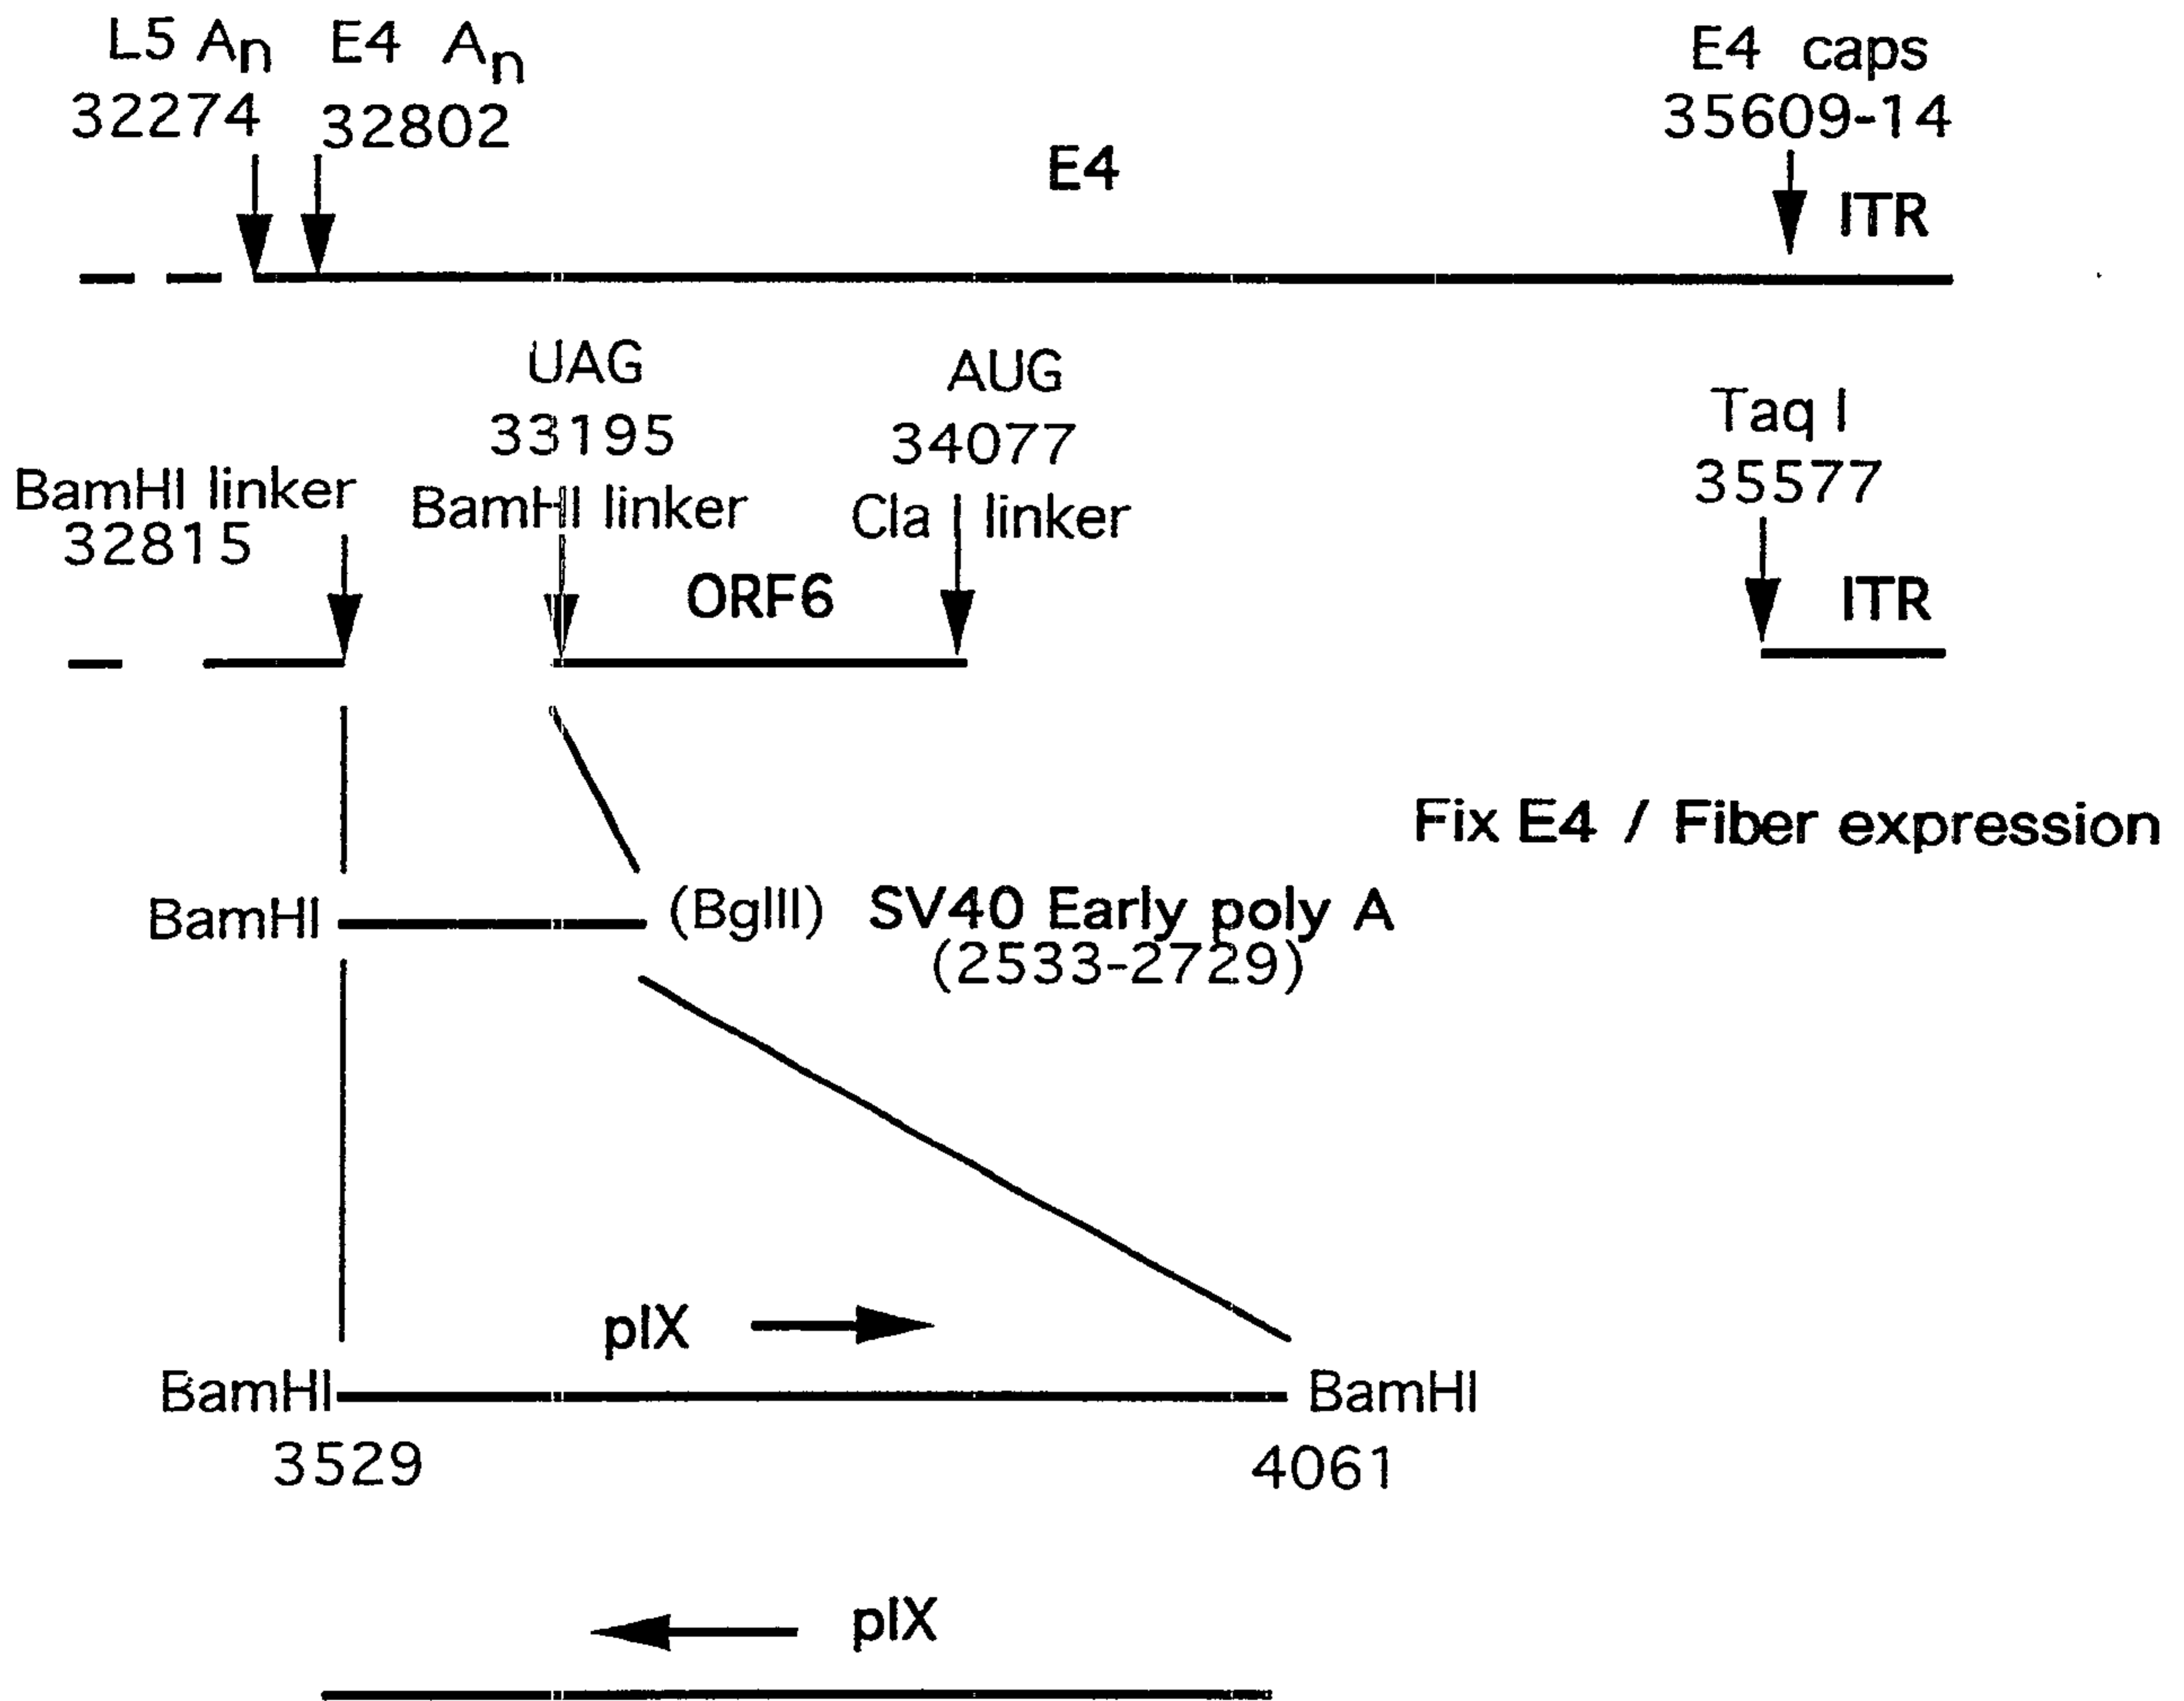 L5 An
32274
E4 An
32802
E4
E4 caps
35609-14
ITR
UAG
33195
BamHI linker
AUG
34077
Cla I linker
Taq I
35577
BamHI linker
32815
ORF6
ITR
Fix E4 / Fiber expression
BamHI
(BglII)
SV40 Early poly A
(2533-2729)
pIX
BamHI
BamHI
3529
4061
pIX